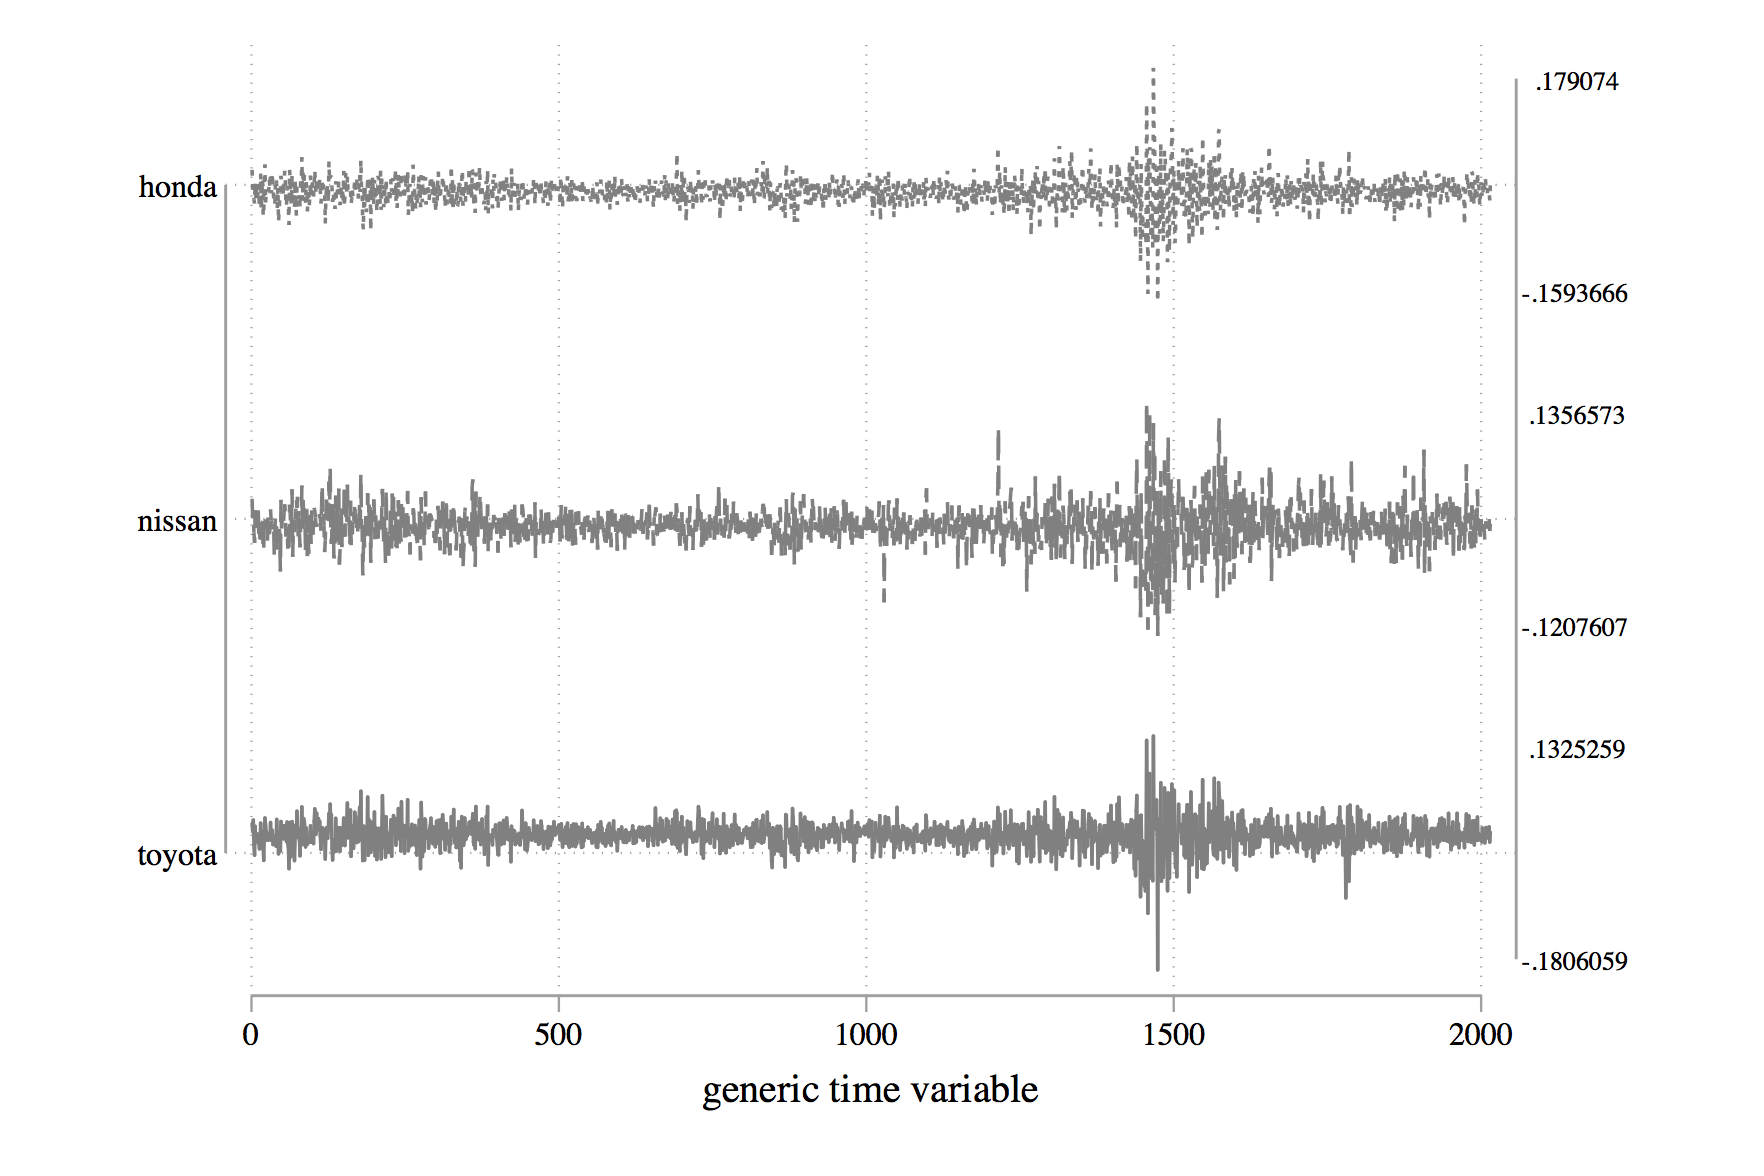 .179074
honda
-.1593666
.1356573
nissan
-.1207607
.1325259
toyota
-.1806059
0 500 1000 1500 2000
generic time variable